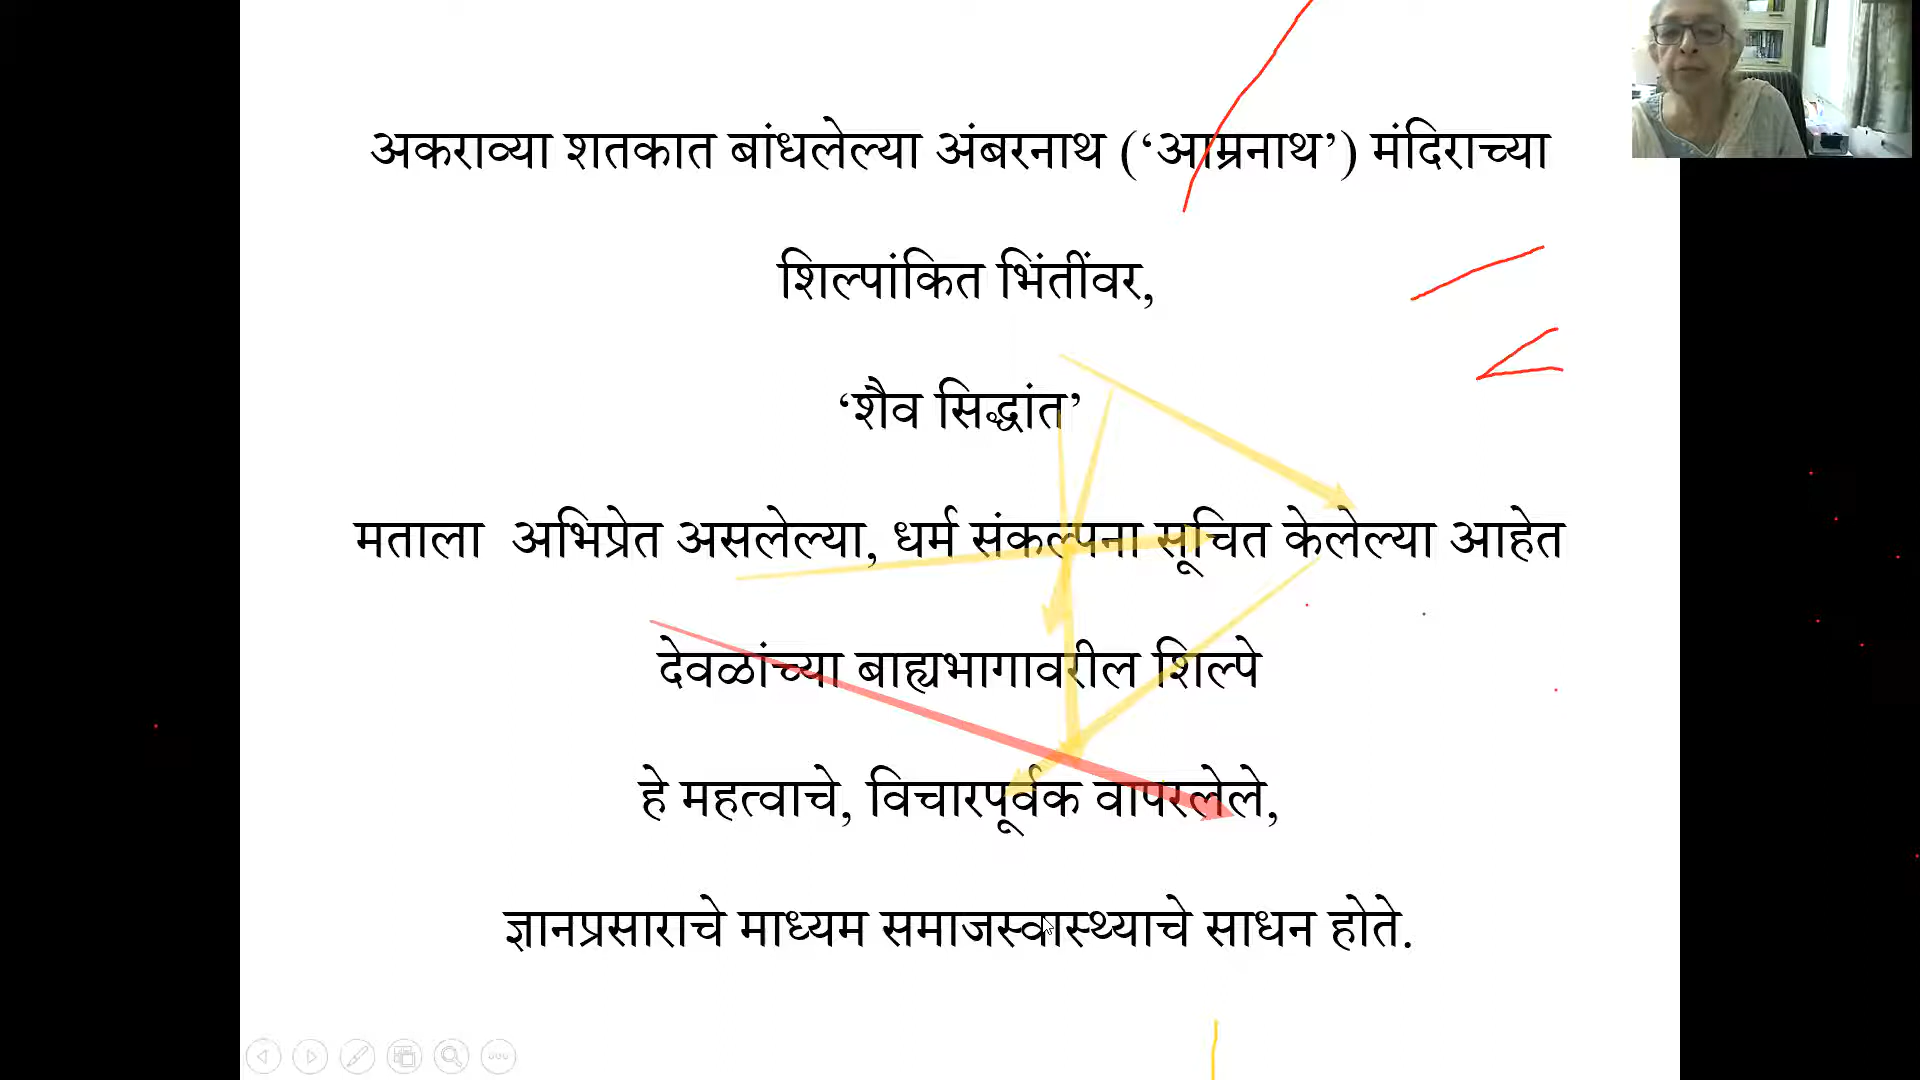 अकराव्या शतकात बांधलेल्या अंबरनाथ (‘आम्रनाथ’) मंदिराच्या
शिल्पांकित भिंतींवर,
‘शैव सिद्धांत’
मताला अभिप्रेत असलेल्या, धर्म संकल्पना सूचित केलेल्या आहेत
देवळांच्या बाह्यभागावरील शिल्पे
हे महत्वाचे, विचारपूर्वक वापरलेले,
ज्ञानप्रसाराचे माध्यम समाजस्वास्थ्याचे साधन होते.